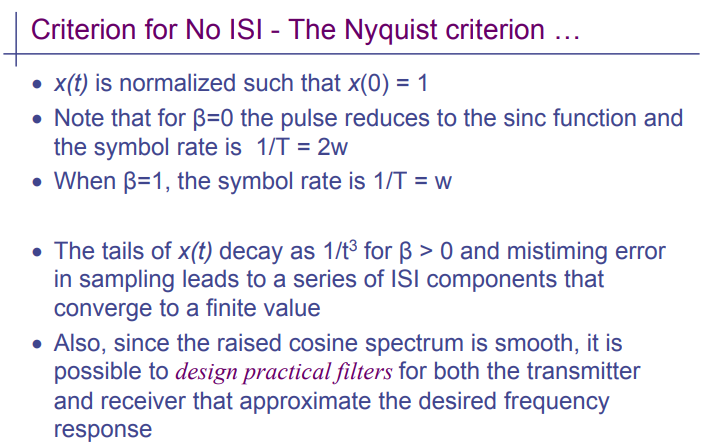 Criterion for No ISI - The Nyquist criterion …
• x(t) is normalized such that x(0) = 1
• Note that for β=0 the pulse reduces to the sinc function and
the symbol rate is 1/T = 2w
• When β=1, the symbol rate is 1/T = w
• The tails of x(t) decay as 1/t³ for β > 0 and mistiming error
in sampling leads to a series of ISI components that
converge to a finite value
• Also, since the raised cosine spectrum is smooth, it is
possible to design practical filters for both the transmitter
and receiver that approximate the desired frequency
response